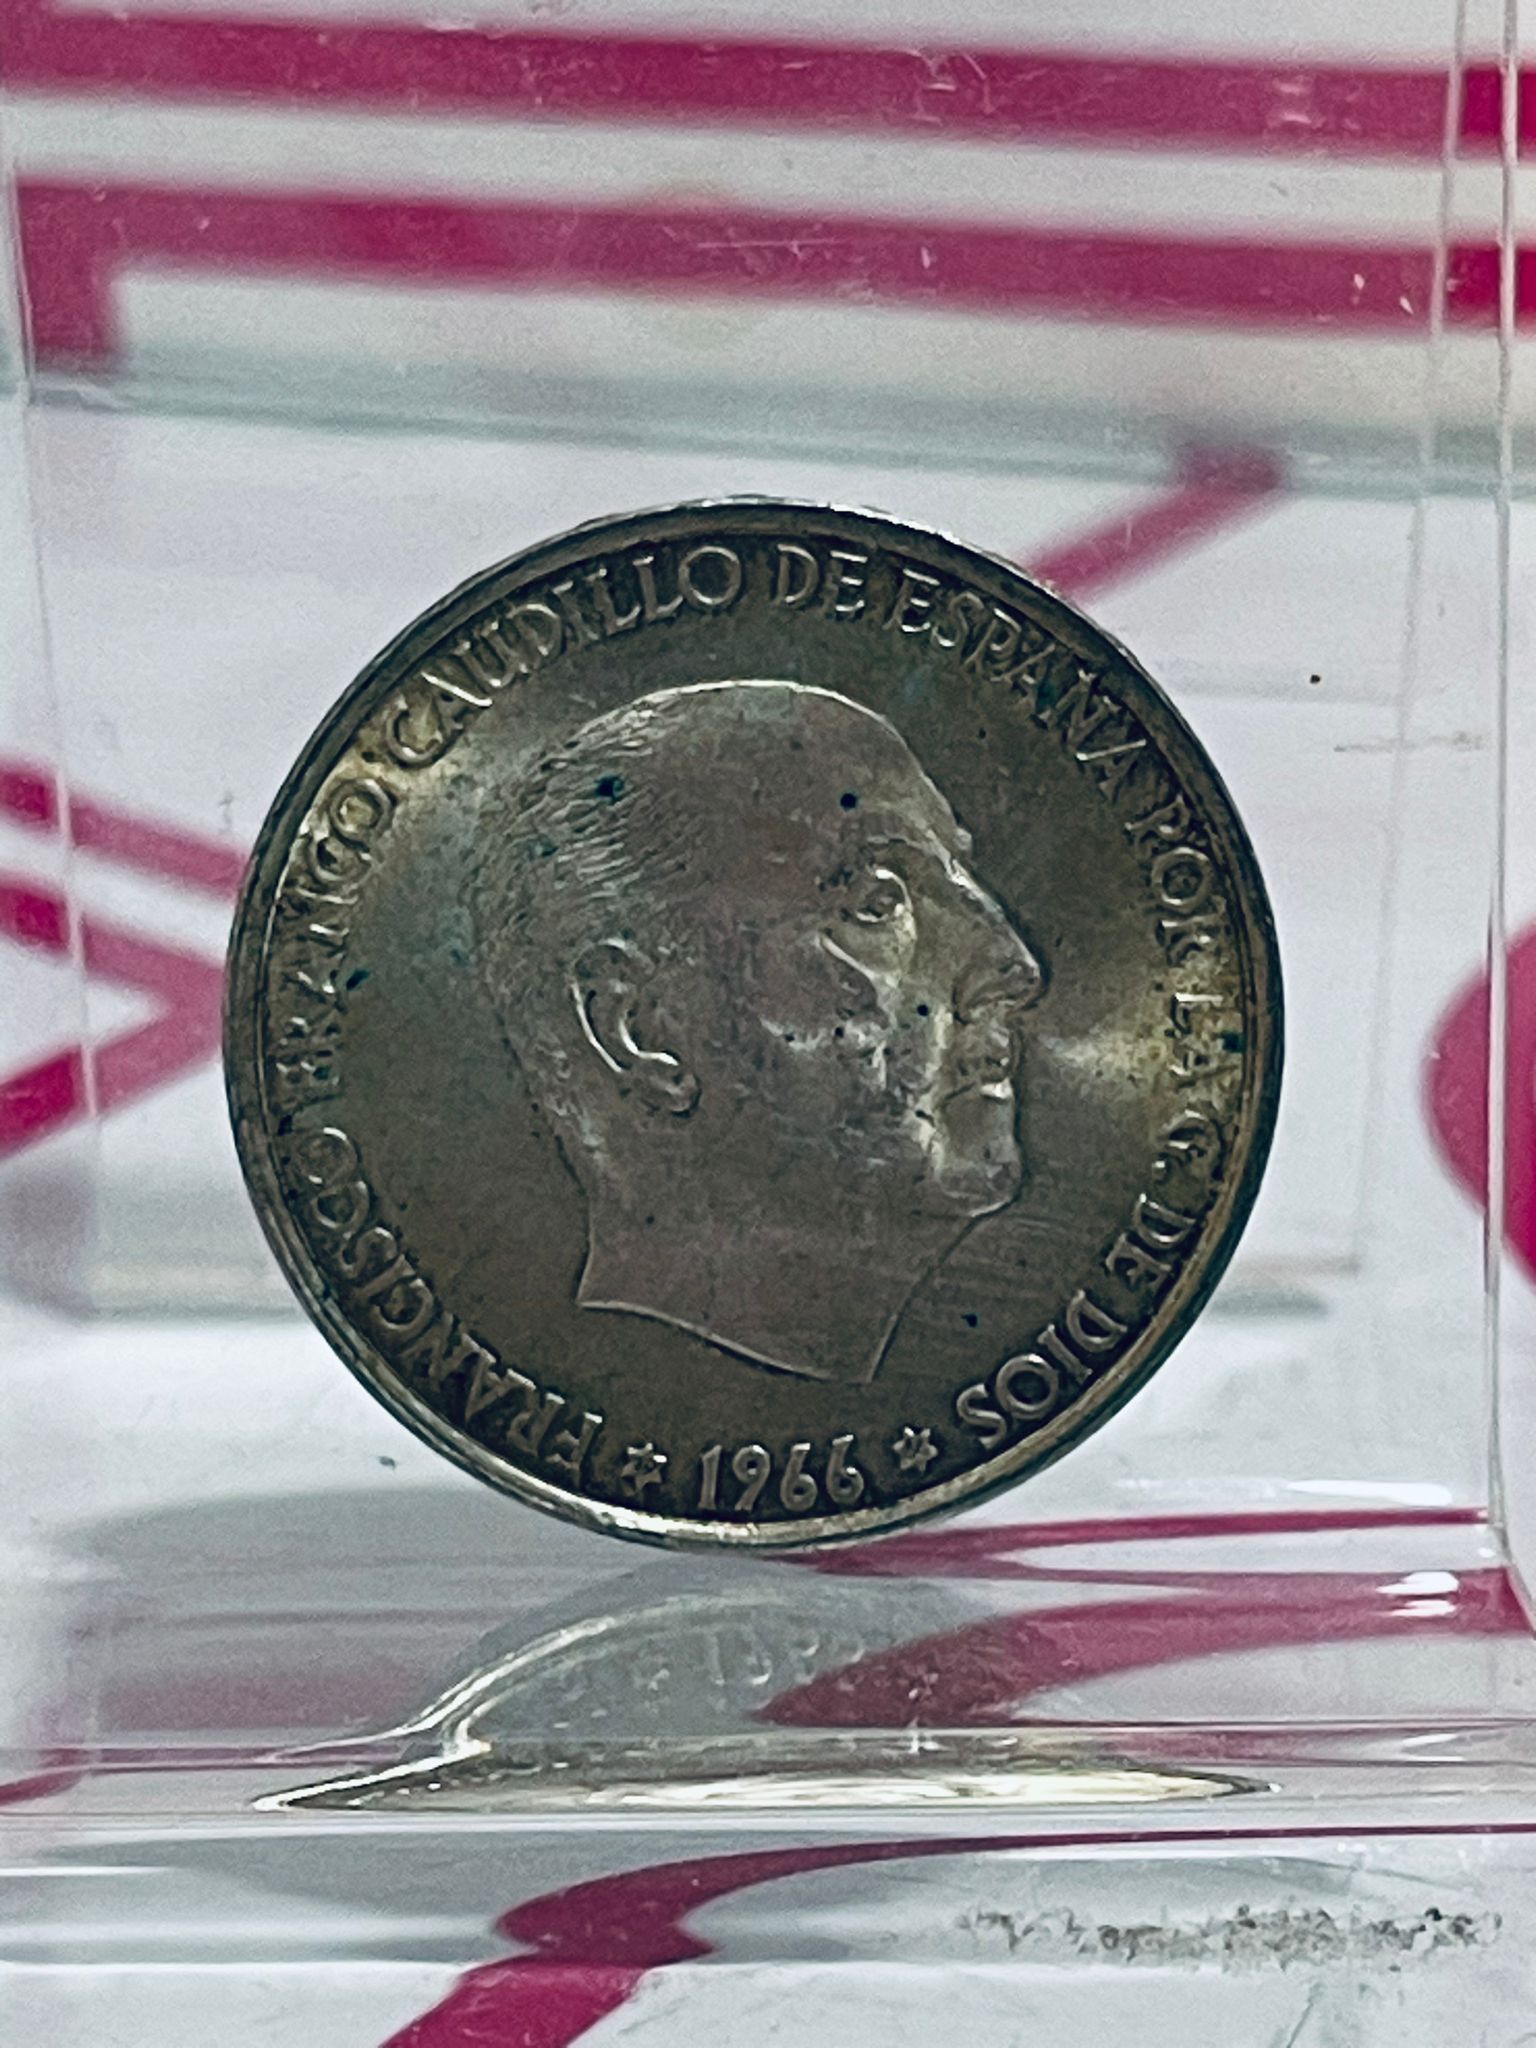 FRANCISCO FRANCO CAUDILLO DE ESPAÑA POR LA G. DE DIOS
1966